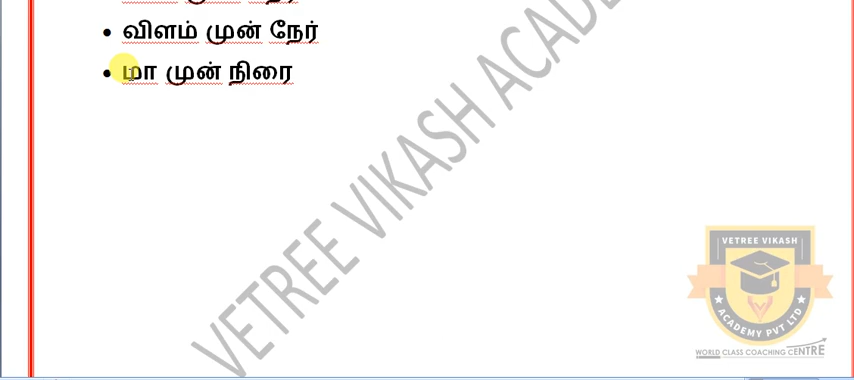 விளம் முன் நேர்
மா முன் நிரை
VETREE VIKASH ACADE
VETREE VIKASH
ACADEMY PVT LTD
WORLD CLASS COACHING CENTRE